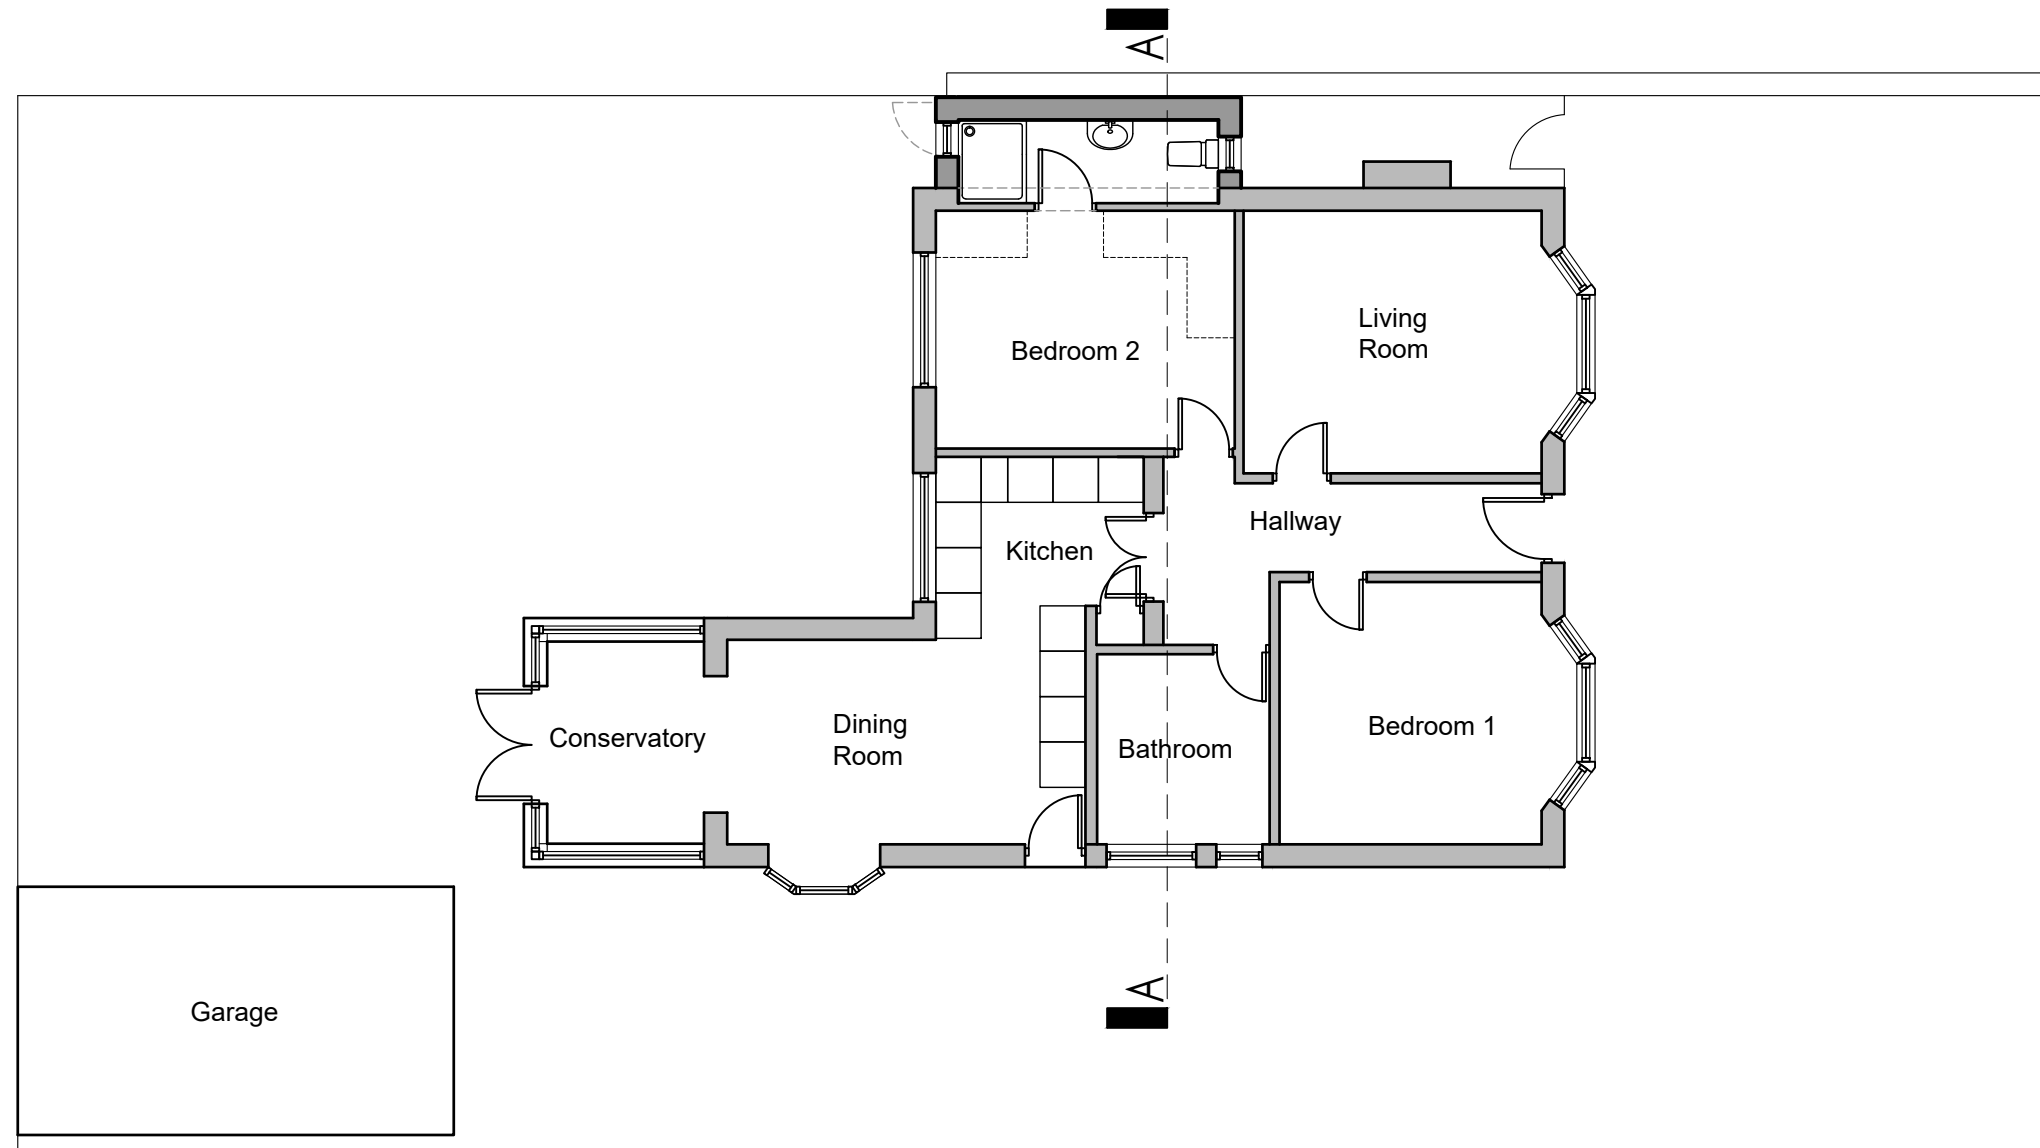 A
Living
Room
Bedroom 2
Hallway
Kitchen
Conservatory
Dining
Room
Bathroom
Bedroom 1
A
Garage